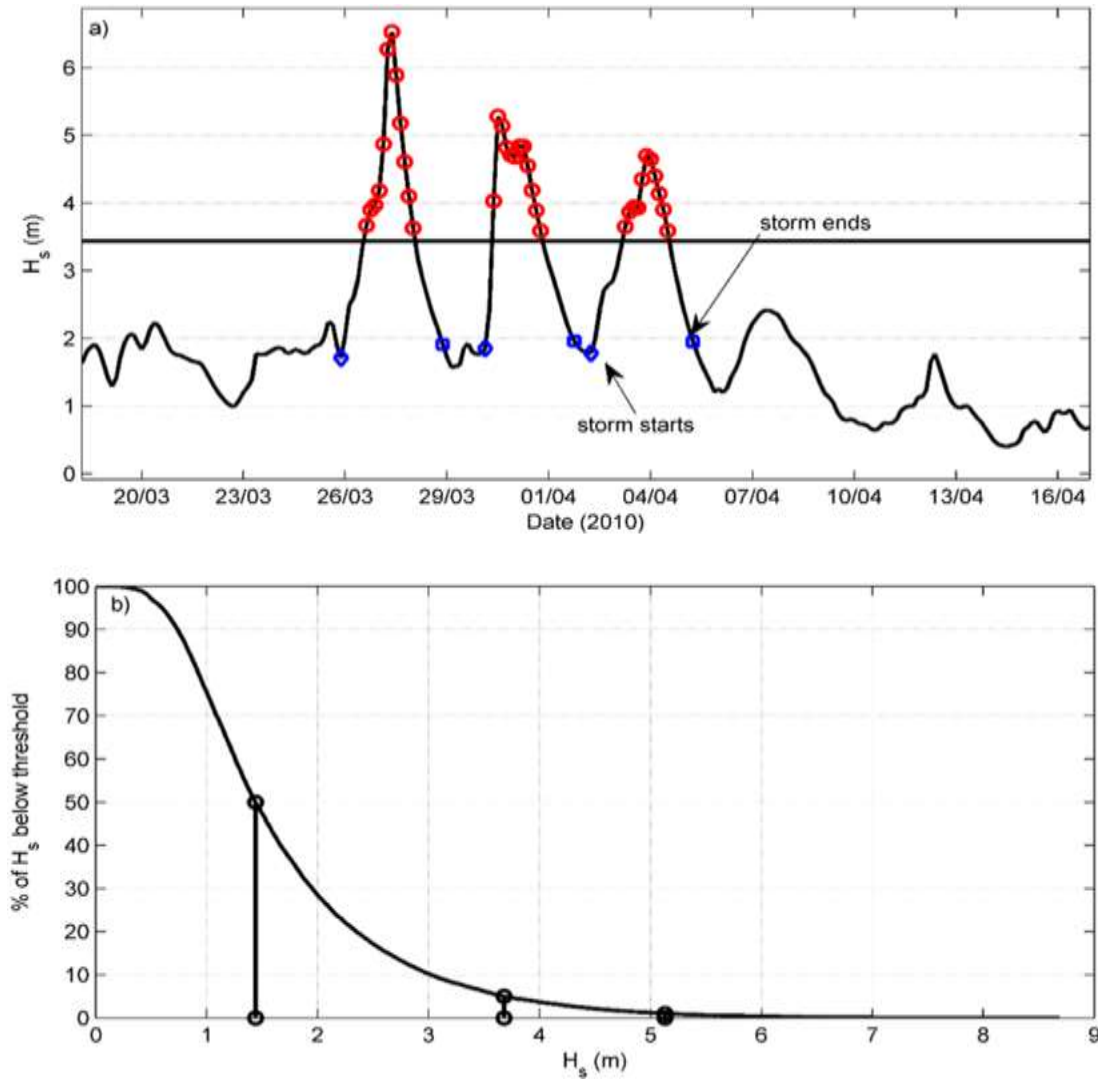 a)
6
5
4
3
2
1
0
H_s (m)
storm ends
storm starts
20/03 23/03 26/03 29/03 01/04 04/04 07/04 10/04 13/04 16/04
Date (2010)
b)
100
90
80
70
60
50
40
30
20
10
0
% of H_s below threshold
0 1 2 3 4 5 6 7 8 9
H_s (m)